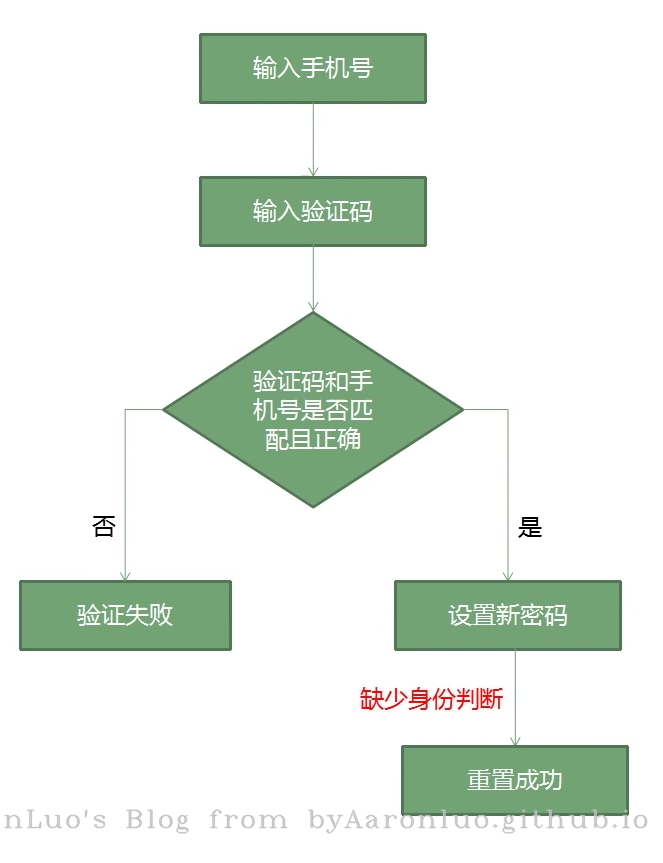 输入手机号
输入验证码
验证码和手
机号是否匹
配且正确
否
是
验证失败
设置新密码
缺少身份判断
重置成功
nLuo's Blog from byAaronluo.github.io